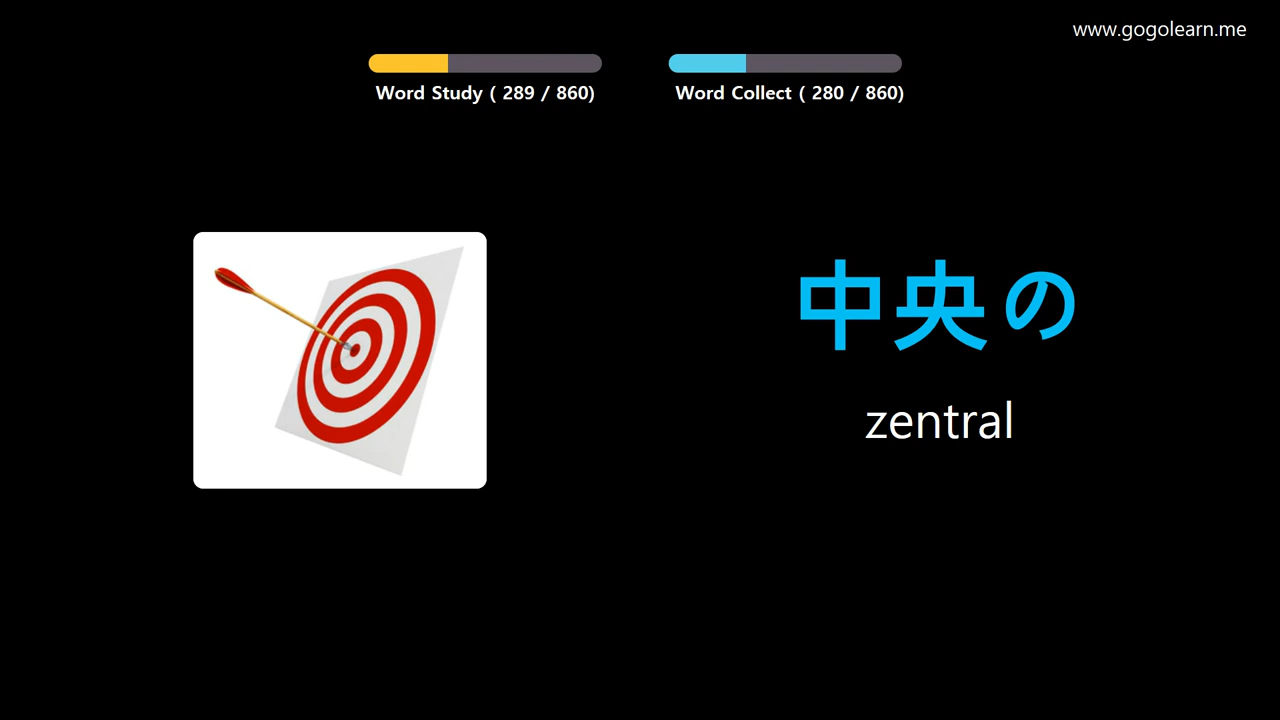 www.gogolearn.me
Word Study ( 289 / 860)
Word Collect ( 280 / 860)
中央の
zentral